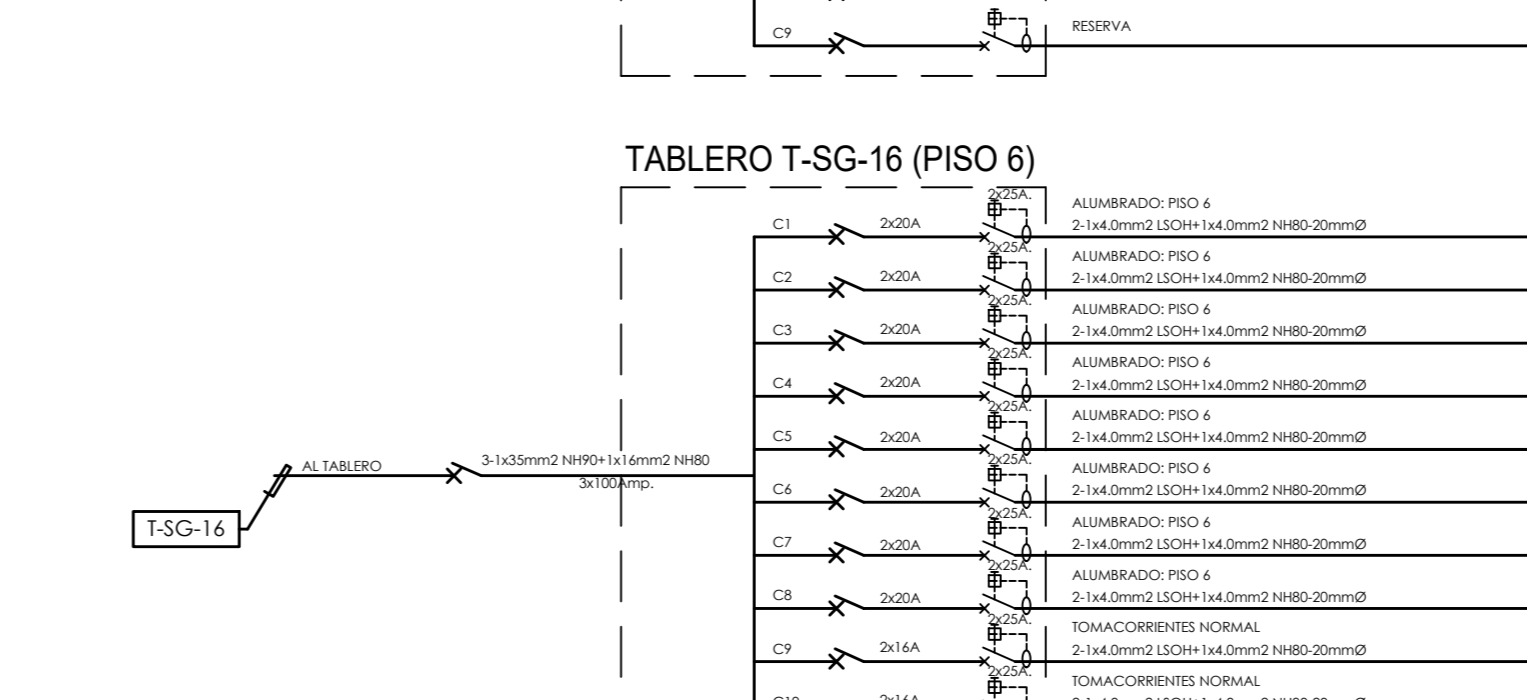 C9
RESERVA
TABLERO T-SG-16 (PISO 6)
2x25A.
ALUMBRADO: PISO 6
C1
2x20A
2-1x4.0mm2 LSOH+1x4.0mm2 NH80-20mmØ
2x25A.
ALUMBRADO: PISO 6
C2
2x20A
2-1x4.0mm2 LSOH+1x4.0mm2 NH80-20mmØ
2x25A.
ALUMBRADO: PISO 6
C3
2x20A
2-1x4.0mm2 LSOH+1x4.0mm2 NH80-20mmØ
2x25A.
ALUMBRADO: PISO 6
C4
2x20A
2-1x4.0mm2 LSOH+1x4.0mm2 NH80-20mmØ
2x25A.
ALUMBRADO: PISO 6
C5
2x20A
2-1x4.0mm2 LSOH+1x4.0mm2 NH80-20mmØ
AL TABLERO
3-1x35mm2 NH90+1x16mm2 NH80
3x100Amp.
T-SG-16
2x25A.
ALUMBRADO: PISO 6
C6
2x20A
2-1x4.0mm2 LSOH+1x4.0mm2 NH80-20mmØ
2x25A.
ALUMBRADO: PISO 6
C7
2x20A
2-1x4.0mm2 LSOH+1x4.0mm2 NH80-20mmØ
2x25A.
ALUMBRADO: PISO 6
C8
2x20A
2-1x4.0mm2 LSOH+1x4.0mm2 NH80-20mmØ
2x25A.
TOMACORRIENTES NORMAL
C9
2x16A
2-1x4.0mm2 LSOH+1x4.0mm2 NH80-20mmØ
2x25A.
TOMACORRIENTES NORMAL
C10
2x16A